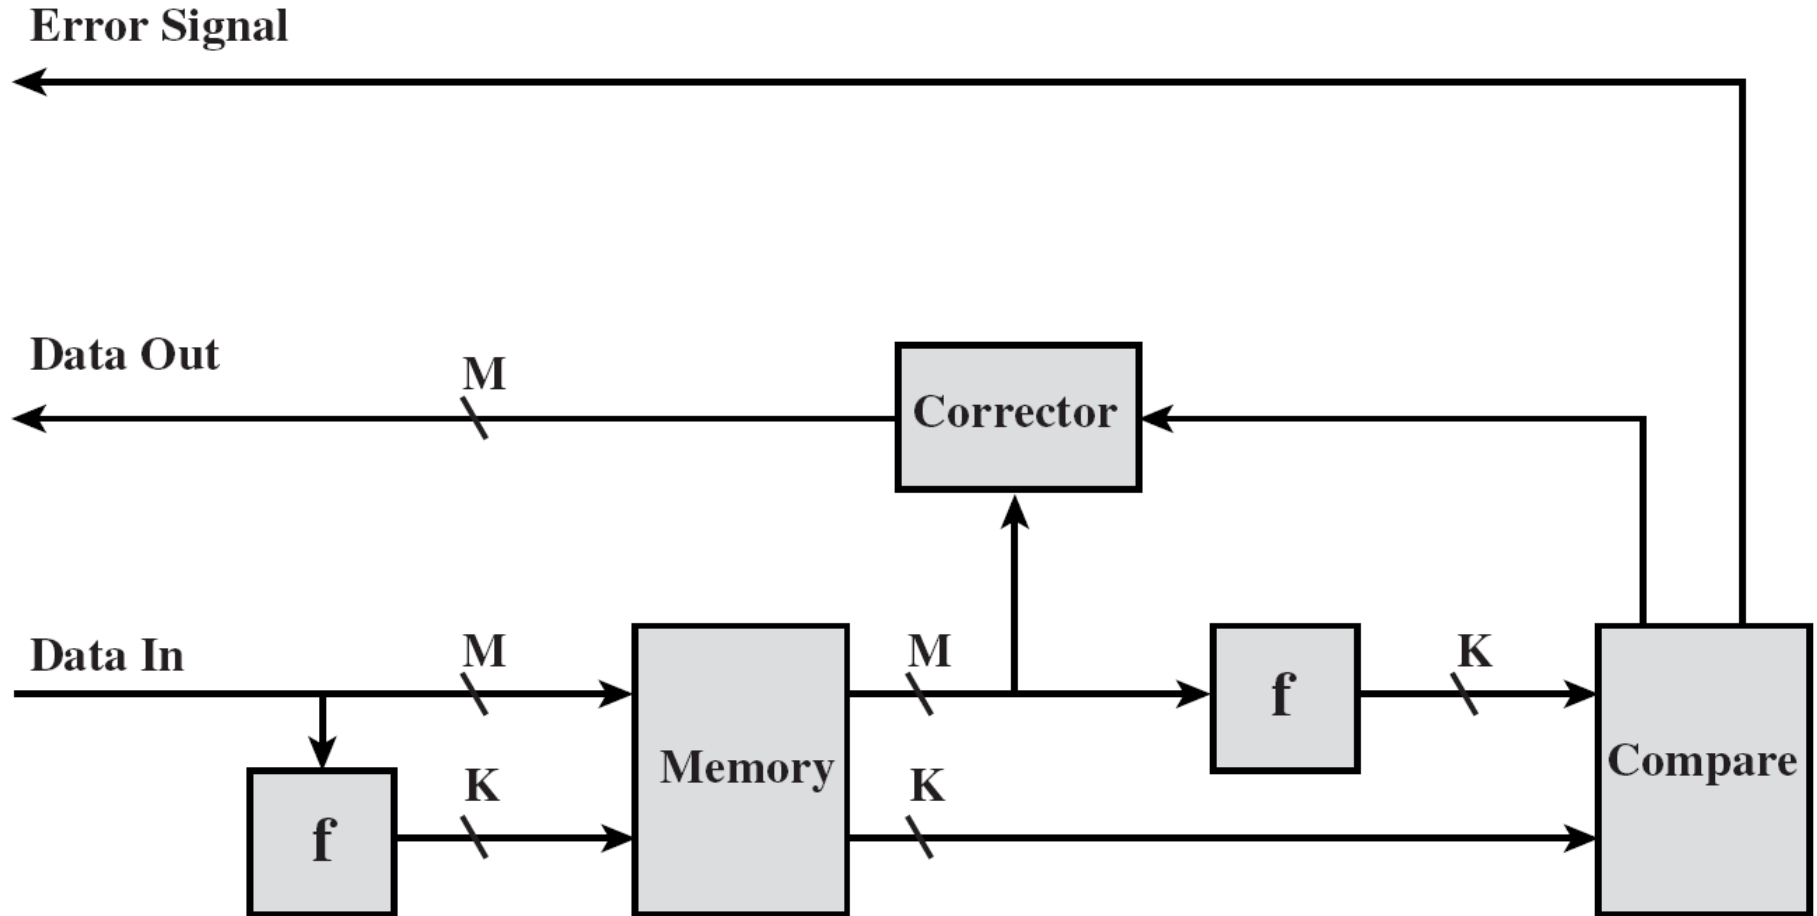 Error Signal
Data Out
M
Corrector
Data In
M
M
K
f
Memory
Compare
K
K
f